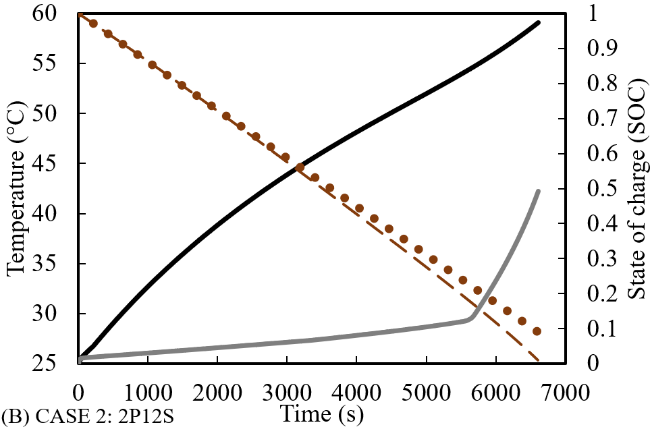 60 1
55 0.9
50 0.8
45 0.7
40 0.6
35 0.5
30 0.4
25 0.3
0.2
0.1
0
Temperature (°C)
State of charge (SOC)
0 1000 2000 3000 4000 5000 6000 7000
Time (s)
(B) CASE 2: 2P12S